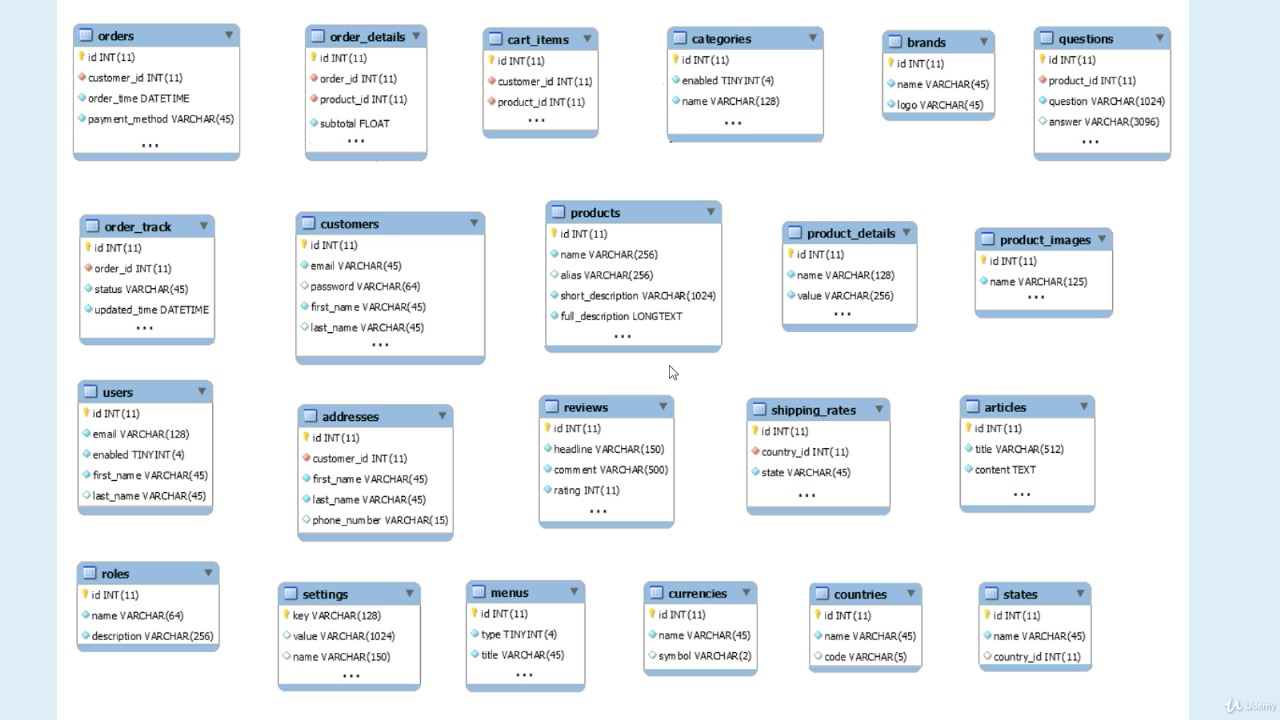 orders
id INT(11)
customer_id INT(11)
order_time DATETIME
payment_method VARCHAR(45)
...
order_details
id INT(11)
order_id INT(11)
product_id INT(11)
subtotal FLOAT
...
cart_items
id INT(11)
customer_id INT(11)
product_id INT(11)
...
categories
id INT(11)
enabled TINYINT(4)
name VARCHAR(128)
...
brands
id INT(11)
name VARCHAR(45)
logo VARCHAR(45)
questions
id INT(11)
product_id INT(11)
question VARCHAR(1024)
answer VARCHAR(3096)
...
order_track
id INT(11)
order_id INT(11)
status VARCHAR(45)
updated_time DATETIME
...
customers
id INT(11)
email VARCHAR(45)
password VARCHAR(64)
first_name VARCHAR(45)
last_name VARCHAR(45)
...
products
id INT(11)
name VARCHAR(256)
alias VARCHAR(256)
short_description VARCHAR(1024)
full_description LONGTEXT
...
product_details
id INT(11)
name VARCHAR(128)
value VARCHAR(256)
...
product_images
id INT(11)
name VARCHAR(125)
...
users
id INT(11)
email VARCHAR(128)
enabled TINYINT(4)
first_name VARCHAR(45)
last_name VARCHAR(45)
addresses
id INT(11)
customer_id INT(11)
first_name VARCHAR(45)
last_name VARCHAR(45)
phone_number VARCHAR(15)
reviews
id INT(11)
headline VARCHAR(150)
comment VARCHAR(500)
rating INT(11)
...
shipping_rates
id INT(11)
country_id INT(11)
state VARCHAR(45)
...
articles
id INT(11)
title VARCHAR(512)
content TEXT
...
roles
id INT(11)
name VARCHAR(64)
description VARCHAR(256)
settings
key VARCHAR(128)
value VARCHAR(1024)
name VARCHAR(150)
...
menus
id INT(11)
type TINYINT(4)
title VARCHAR(45)
...
currencies
id INT(11)
name VARCHAR(45)
symbol VARCHAR(2)
countries
id INT(11)
name VARCHAR(45)
code VARCHAR(5)
states
id INT(11)
name VARCHAR(45)
country_id INT(11)
Udemy